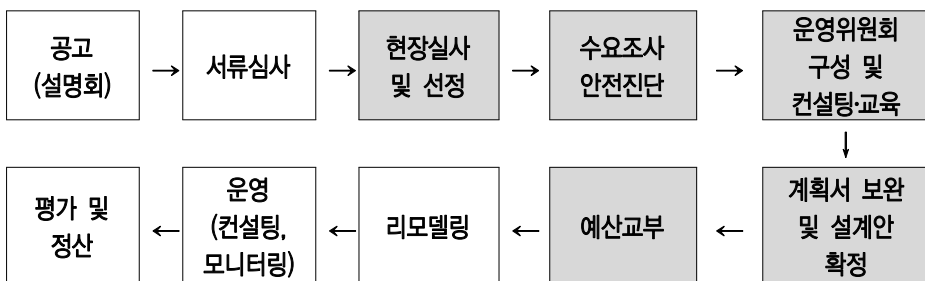 공고
(설명회)
→
서류심사
→
현장실사
및 선정
→
수요조사
안전진단
→
운영위원회
구성 및
컨설팅·교육
↓
계획서 보완
및 설계안
확정
←
예산교부
←
리모델링
←
운영
(컨설팅,
모니터링)
←
평가 및
정산